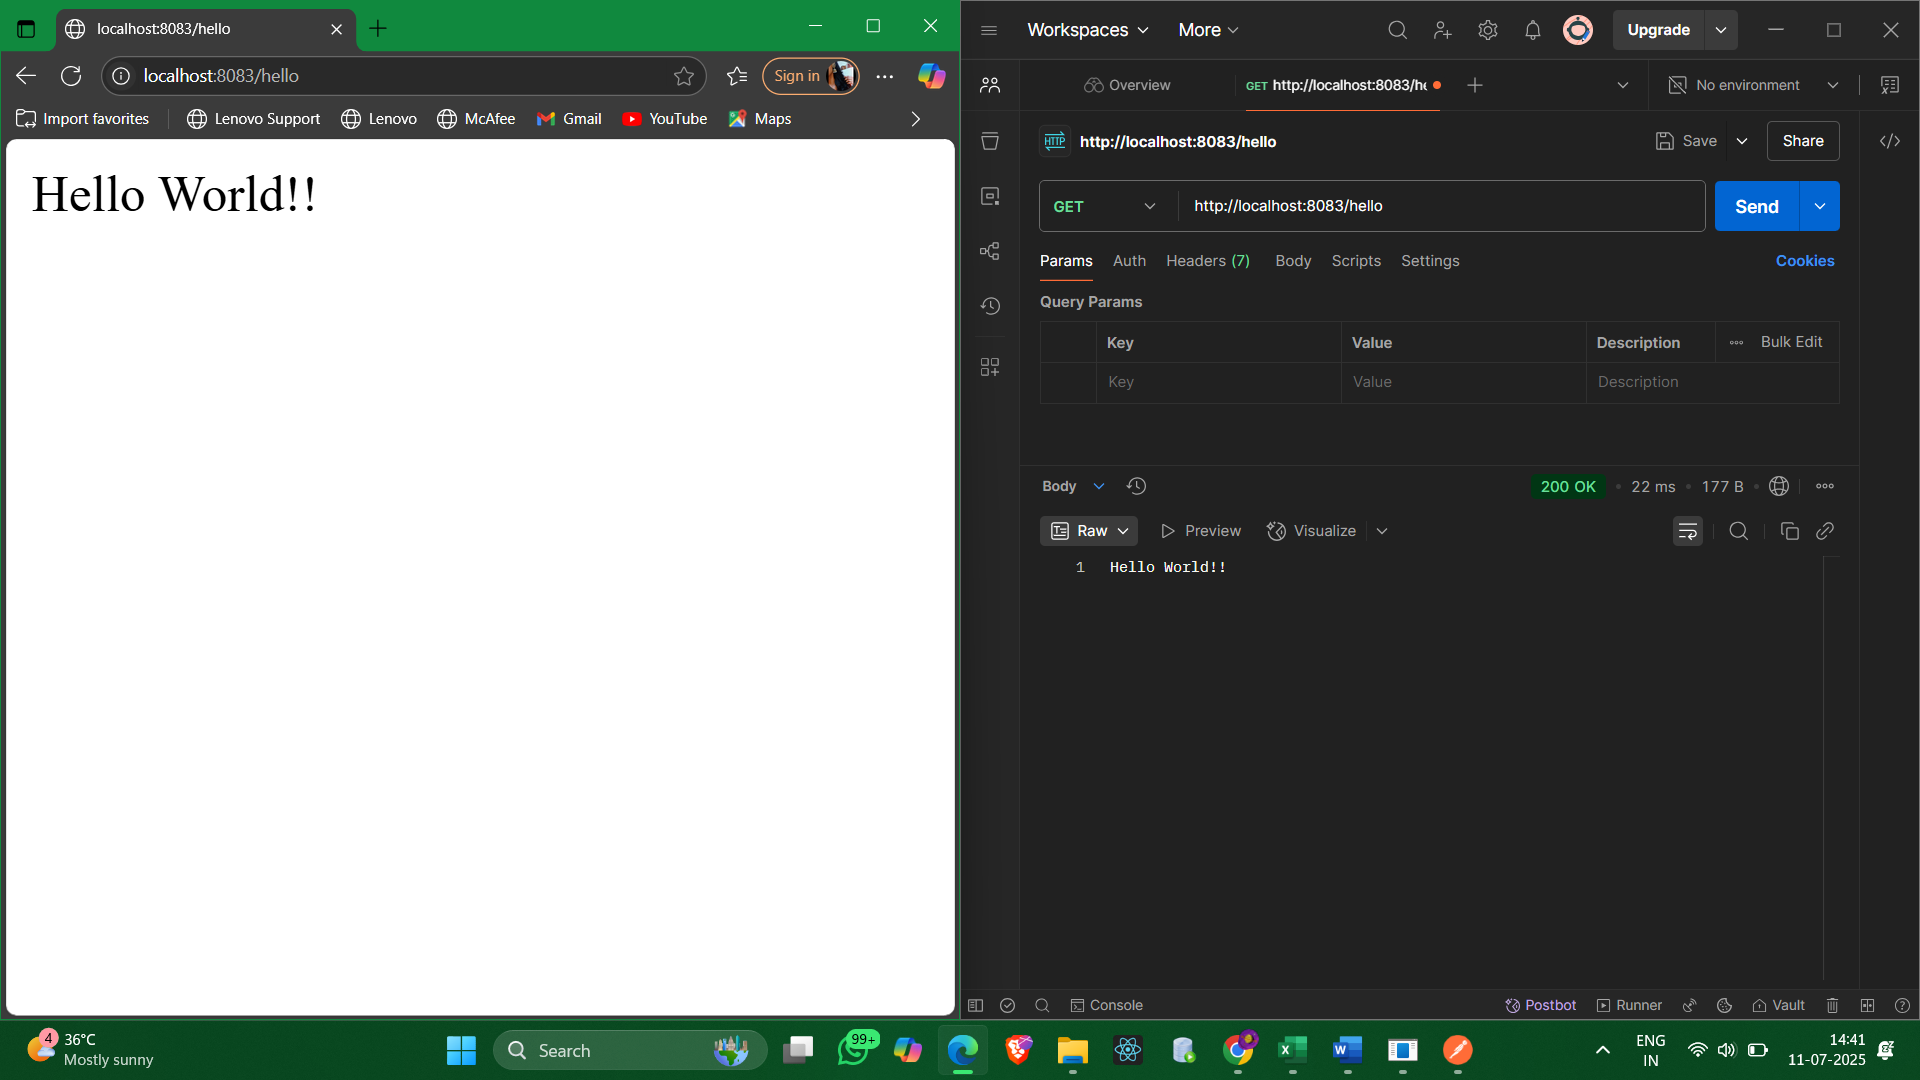 localhost:8083/hello
localhost:8083/hello
Sign in
Import favorites
Lenovo Support
Lenovo
McAfee
Gmail
YouTube
Maps
Hello World!!
Workspaces
More
Upgrade
Overview
GET http://localhost:8083/he
No environment
HTTP http://localhost:8083/hello
Save
Share
GET
http://localhost:8083/hello
Send
Params
Auth
Headers (7)
Body
Scripts
Settings
Cookies
Query Params
Key
Value
Description
Bulk Edit
Key
Value
Description
Body
200 OK
22 ms
177 B
Raw
Preview
Visualize
1 Hello World!!
Console
Postbot
Runner
Vault
4
36°C
Mostly sunny
Search
99+
ENG
IN
14:41
11-07-2025